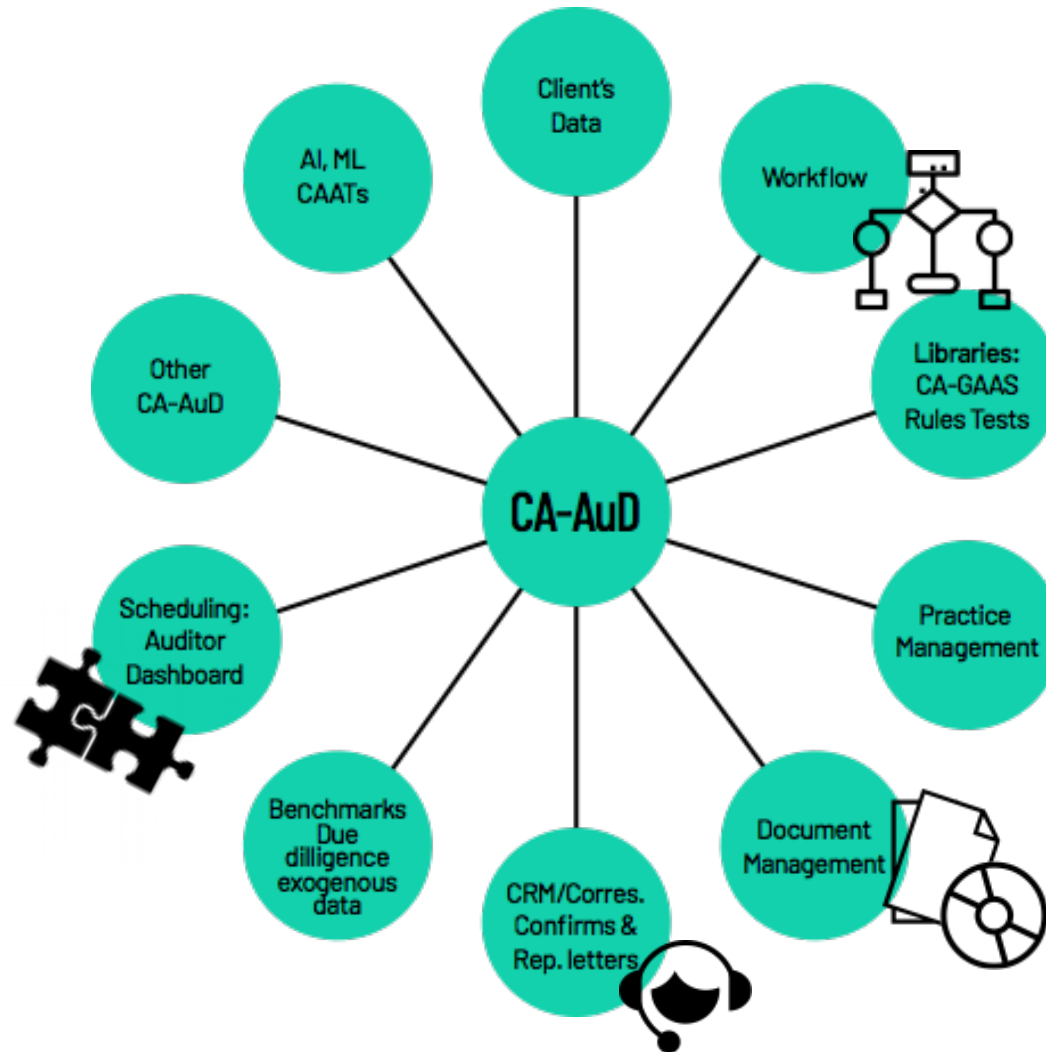 Client's
Data
Workflow
Libraries:
CA-GAAS
Rules Tests
Practice
Management
Document
Management
CRM/Corres.
Confirms &
Rep. letters
Benchmarks
Due
dilligence
exogenous
data
Scheduling:
Auditor
Dashboard
Other
CA-AuD
AI, ML
CAATs
CA-AuD